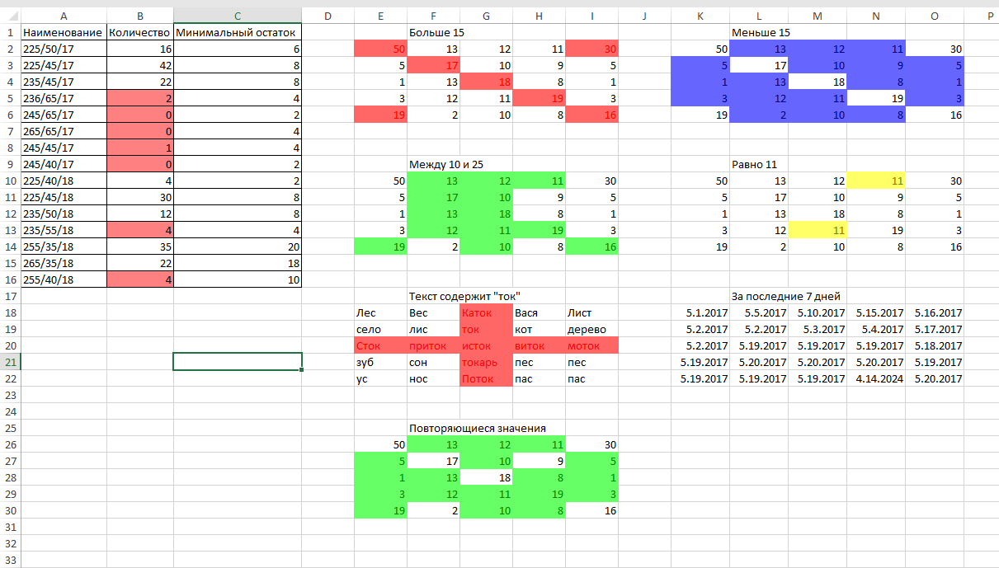 A B C D E F G H I J K L M N O P
1 Наименование Количество Минимальный остаток Больше 15 Меньше 15
2 225/50/17 16 6 50 13 12 11 30 50 13 12 11 30
3 225/45/17 42 8 5 17 10 9 5 5 17 10 9 5
4 235/45/17 22 8 1 13 18 8 1 1 13 18 8 1
5 236/65/17 2 4 3 12 11 19 3 3 12 11 19 3
6 245/65/17 0 2 19 2 10 8 16 19 2 10 8 16
7 265/65/17 0 4
8 245/45/17 1 4
9 245/40/17 0 2 Между 10 и 25 Равно 11
10 225/40/18 4 2 50 13 12 11 30 50 13 12 11 30
11 225/45/18 30 8 5 17 10 9 5 5 17 10 9 5
12 235/50/18 12 8 1 13 18 8 1 1 13 18 8 1
13 235/55/18 4 4 3 12 11 19 3 3 12 11 19 3
14 255/35/18 35 20 19 2 10 8 16 19 2 10 8 16
15 265/35/18 22 18
16 255/40/18 4 10
17 Текст содержит "ток" За последние 7 дней
18 Лес Вес Каток Вася Лист 5.1.2017 5.5.2017 5.10.2017 5.15.2017 5.16.2017
19 село лис ток кот дерево 5.2.2017 5.2.2017 5.3.2017 5.4.2017 5.17.2017
20 Сток приток исток виток моток 5.2.2017 5.19.2017 5.19.2017 5.19.2017 5.18.2017
21 зуб сон токарь пес пес 5.19.2017 5.20.2017 5.20.2017 5.20.2017 5.19.2017
22 ус нос Поток пас пас 5.19.2017 5.19.2017 5.19.2017 4.14.2024 5.20.2017
23
24
25 Повторяющиеся значения
26 50 13 12 11 30
27 5 17 10 9 5
28 1 13 18 8 1
29 3 12 11 19 3
30 19 2 10 8 16
31
32
33